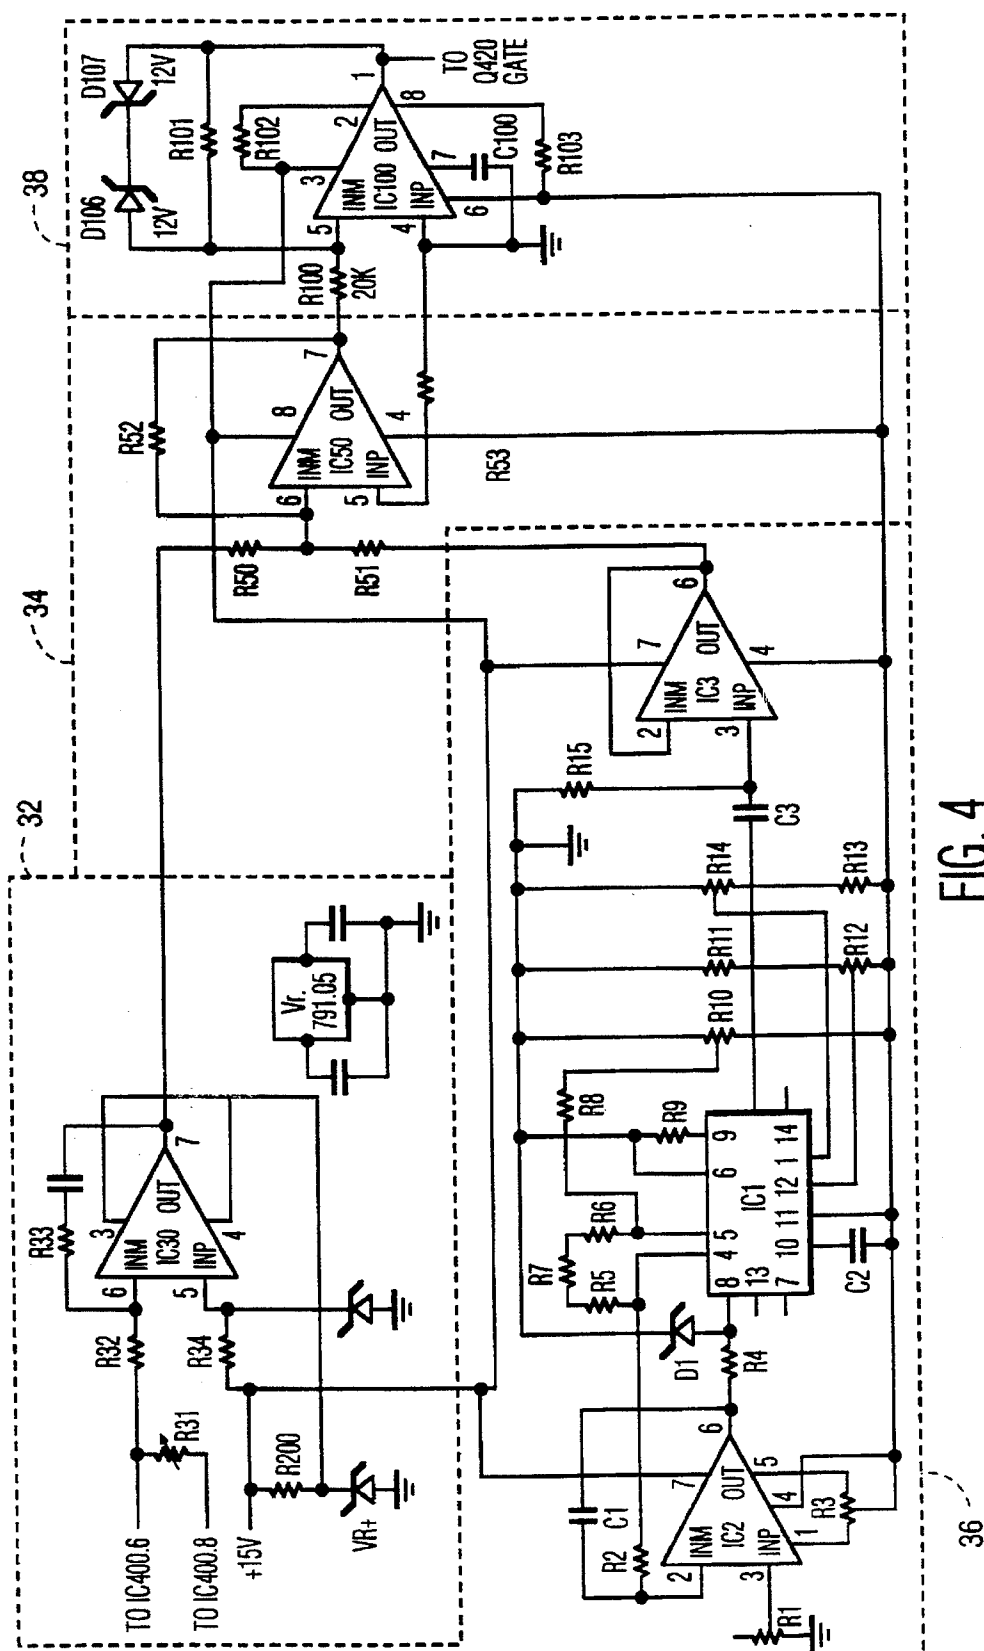 32
34
38
36
TO IC400.6
TO IC400.8
+15V
R31
R32
R34
R200
VR+
R33
6
5
3
4
7
INM
IC30
INP
OUT
Vr.
791.05
R50
R51
R52
R53
6
5
8
4
7
INM
IC50
INP
OUT
R100
20K
D106
12V
D107
12V
R101
R102
3
2
1
5
4
6
7
8
INM
IC100
INP
OUT
C100
R103
TO
Q420
GATE
R1
R2
C1
2
3
7
6
5
4
1
INM
IC2
INP
OUT
R3
R4
D1
R5
R7
R6
R8
R9
8
4
5
6
9
13
7
10
11
12
1
14
IC1
C2
R10
R11
R12
R14
R13
C3
R15
2
3
7
4
6
INM
IC3
INP
OUT
FIG. 4